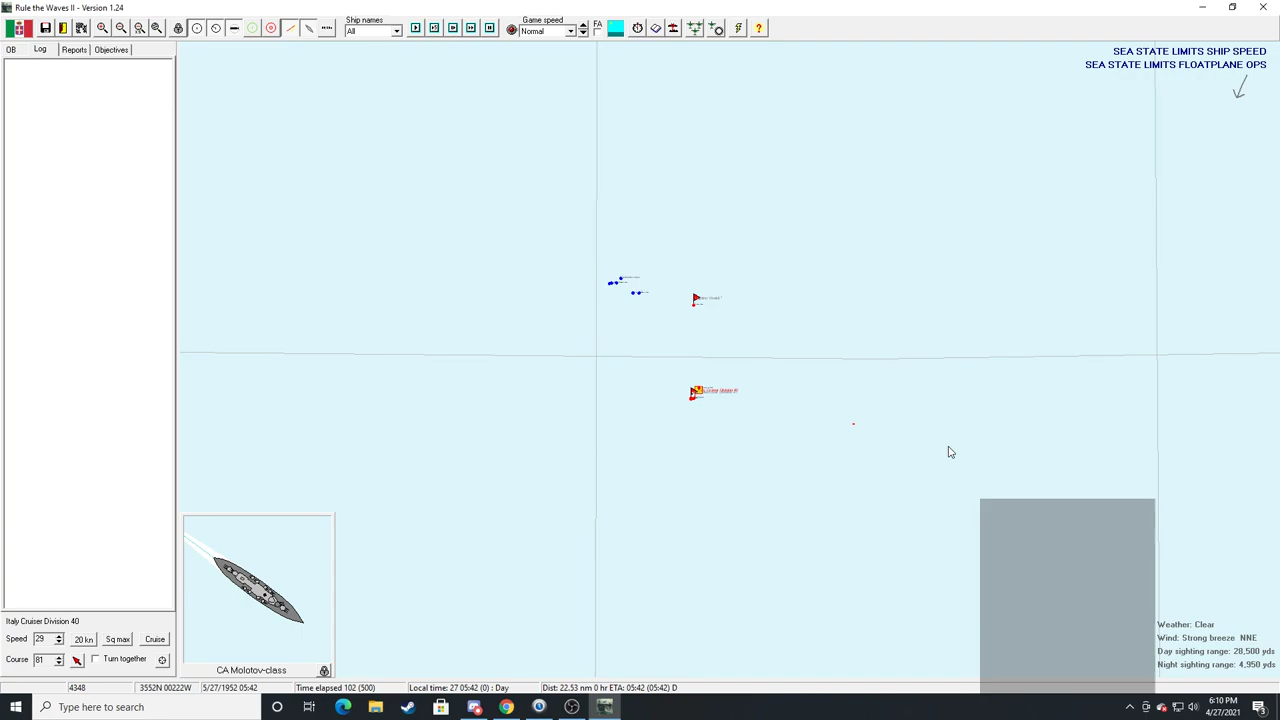 Rule the Waves II - Version 1.24
Ship names
All
Game speed
Normal
FA
OB
Log
Reports
Objectives
SEA STATE LIMITS SHIP SPEED
SEA STATE LIMITS FLOATPLANE OPS
CA Molotov-class
Italy Cruiser Division 40
Speed 29 20 kn Sq max Cruise
Course 81 Turn together
Weather: Clear
Wind: Strong breeze NNE
Day sighting range: 28,500 yds
Night sighting range: 4,950 yds
4348 3552N 00222W 5/27/1952 05:42 Time elapsed 102 (500) Local time: 27 05:42 (0) : Day Dist: 22.53 nm 0 hr ETA: 05:42 (05:42) D
Type here to search
6:10 PM
4/27/2021